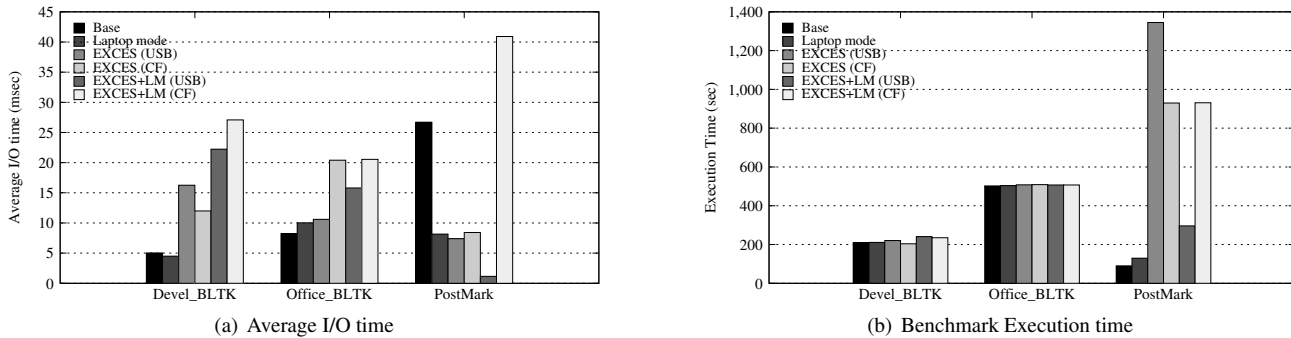 Average I/O time (msec)
45
40
35
30
25
20
15
10
5
0
Base
Laptop mode
EXCES (USB)
EXCES (CF)
EXCES+LM (USB)
EXCES+LM (CF)
Devel_BLTK Office_BLTK PostMark
(a) Average I/O time
Execution Time (sec)
1,400
1,200
1,000
800
600
400
200
0
Base
Laptop mode
EXCES (USB)
EXCES (CF)
EXCES+LM (USB)
EXCES+LM (CF)
Devel_BLTK Office_BLTK PostMark
(b) Benchmark Execution time